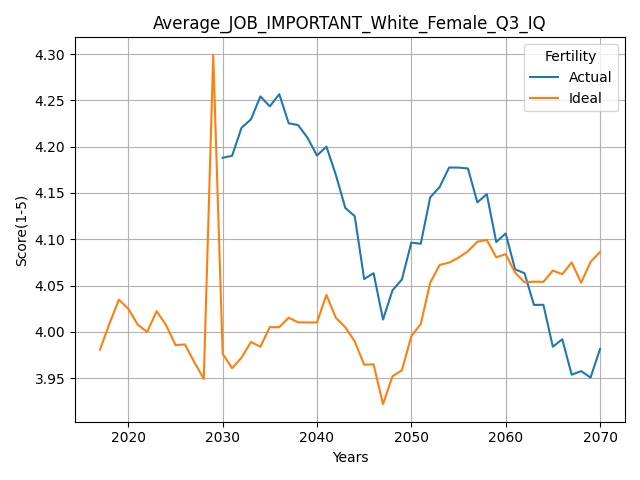 Average_JOB_IMPORTANT_White_Female_Q3_IQ
Fertility
Actual
Ideal
Score(1-5)
4.30
4.25
4.20
4.15
4.10
4.05
4.00
3.95
2020 2030 2040 2050 2060 2070
Years